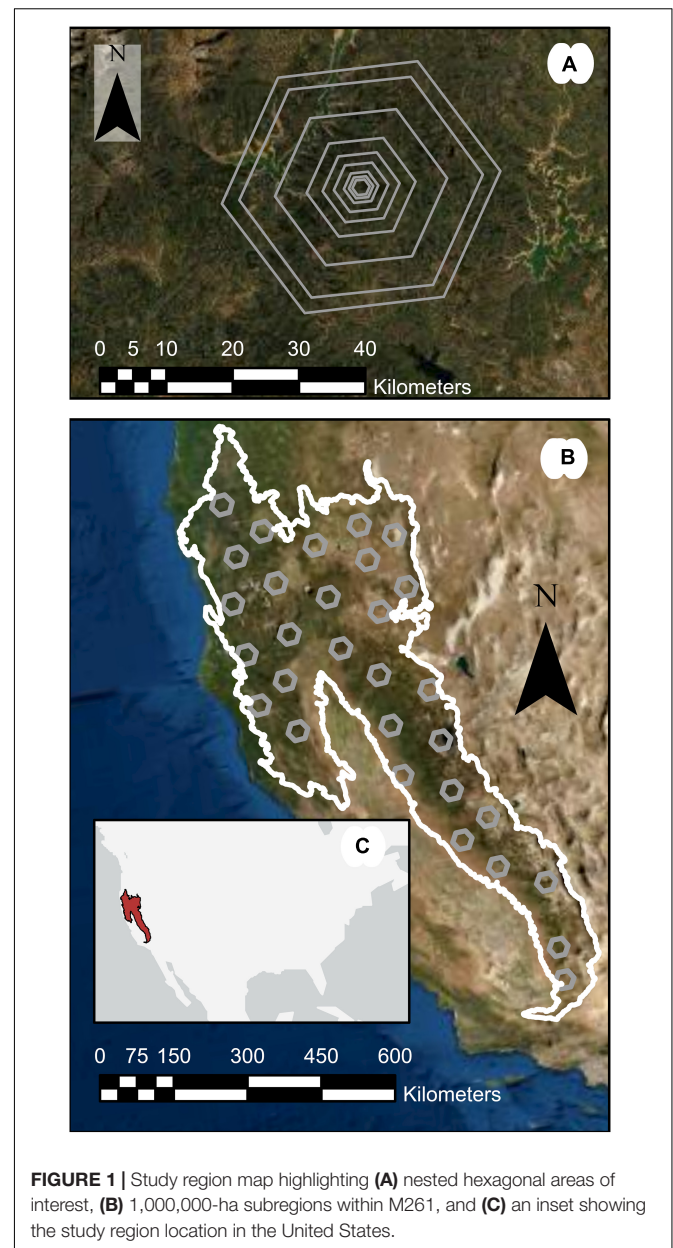 N
A
0 5 10 20 30 40
Kilometers
B
N
C
0 75 150 300 450 600
Kilometers
FIGURE 1 | Study region map highlighting (A) nested hexagonal areas of
interest, (B) 1,000,000-ha subregions within M261, and (C) an inset showing
the study region location in the United States.